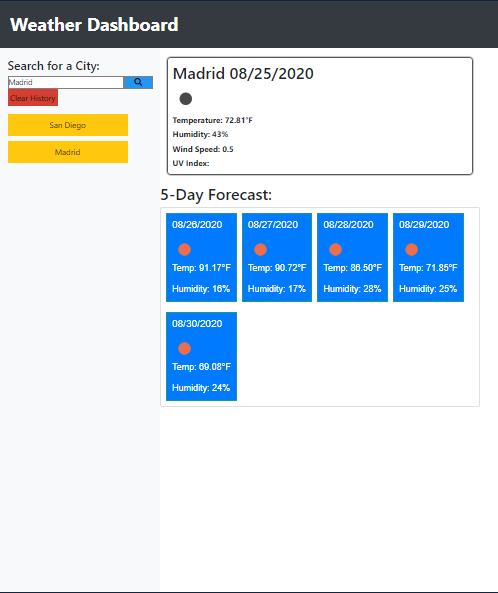 Weather Dashboard
Search for a City:
Madrid
Clear History
San Diego
Madrid
Madrid 08/25/2020
Temperature: 72.81°F
Humidity: 43%
Wind Speed: 0.5
UV Index:
5-Day Forecast:
08/26/2020
Temp: 91.17°F
Humidity: 16%
08/27/2020
Temp: 90.72°F
Humidity: 17%
08/28/2020
Temp: 86.50°F
Humidity: 28%
08/29/2020
Temp: 71.85°F
Humidity: 25%
08/30/2020
Temp: 69.08°F
Humidity: 24%